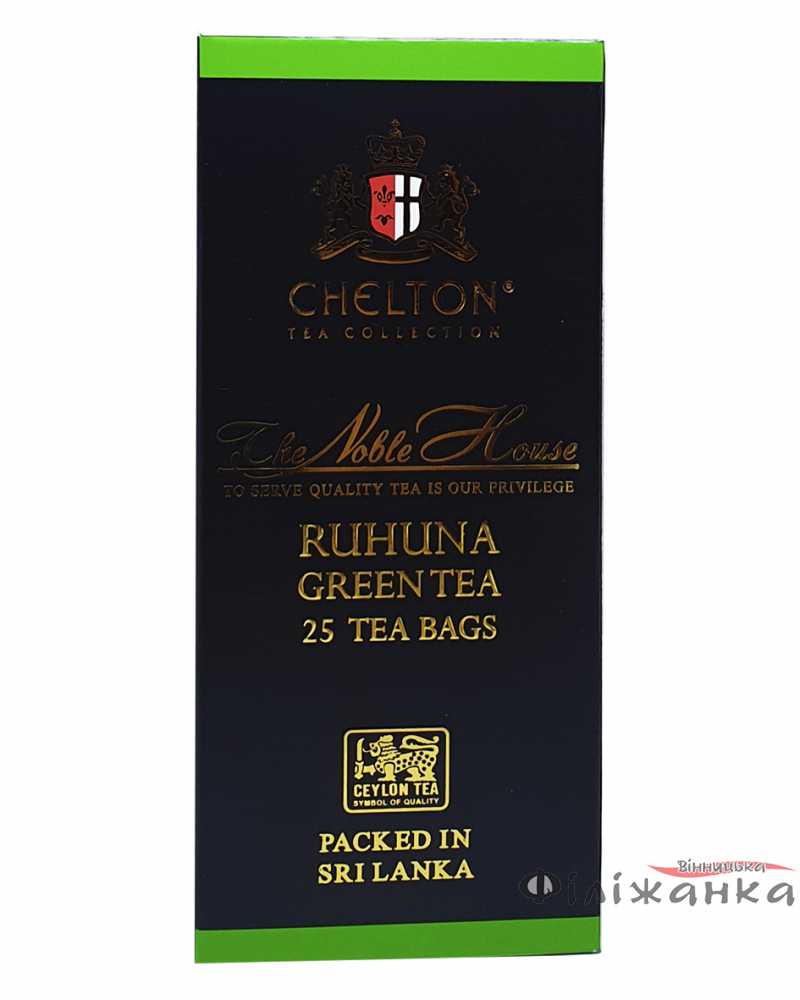 CHELTON®
TEA COLLECTION
The Noble House
TO SERVE QUALITY TEA IS OUR PRIVILEGE
RUHUNA
GREEN TEA
25 TEA BAGS
CEYLON TEA
SYMBOL OF QUALITY
PACKED IN
SRI LANKA
Вінницька
Філіжанка